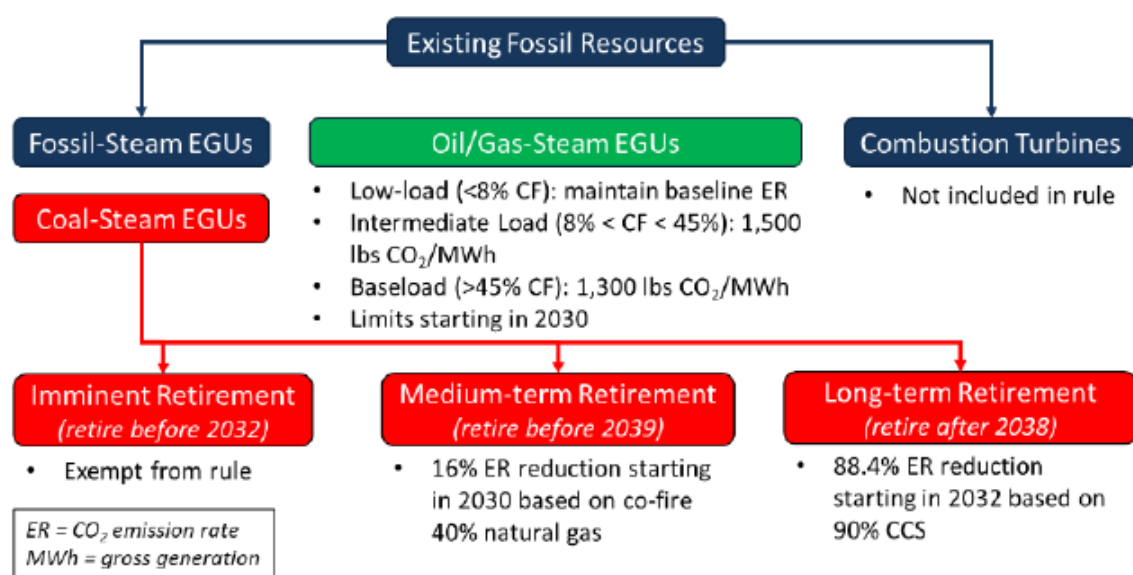 Existing Fossil Resources
Fossil-Steam EGUs
Oil/Gas-Steam EGUs
Combustion Turbines
Coal-Steam EGUs
• Low-load (<8% CF): maintain baseline ER
• Intermediate Load (8% < CF < 45%): 1,500
lbs CO₂/MWh
• Baseload (>45% CF): 1,300 lbs CO₂/MWh
• Limits starting in 2030
• Not included in rule
Imminent Retirement
(retire before 2032)
• Exempt from rule
Medium-term Retirement
(retire before 2039)
• 16% ER reduction starting
in 2030 based on co-fire
40% natural gas
Long-term Retirement
(retire after 2038)
• 88.4% ER reduction
starting in 2032 based on
90% CCS
ER = CO₂ emission rate
MWh = gross generation